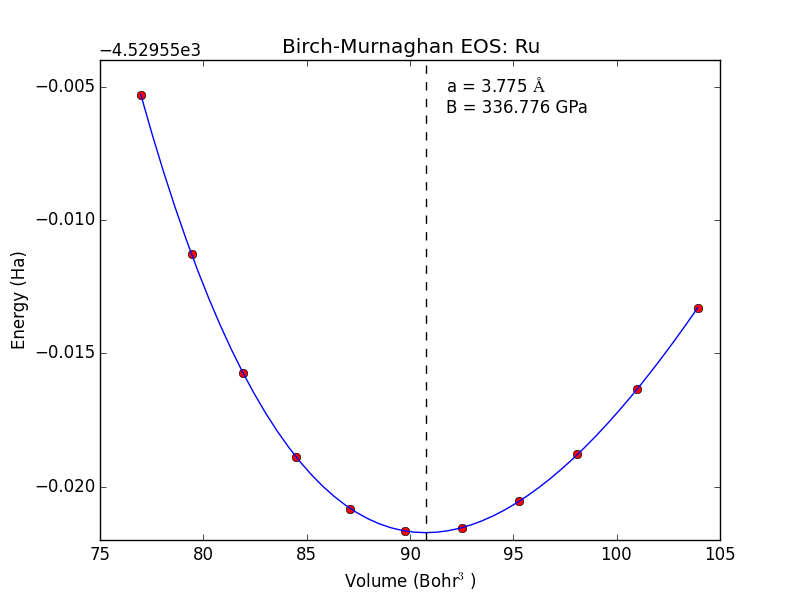 Birch-Murnaghan EOS: Ru
−4.52955e3
a = 3.775 Å
B = 336.776 GPa
−0.005
−0.010
−0.015
−0.020
Energy (Ha)
75 80 85 90 95 100 105
Volume (Bohr³ )